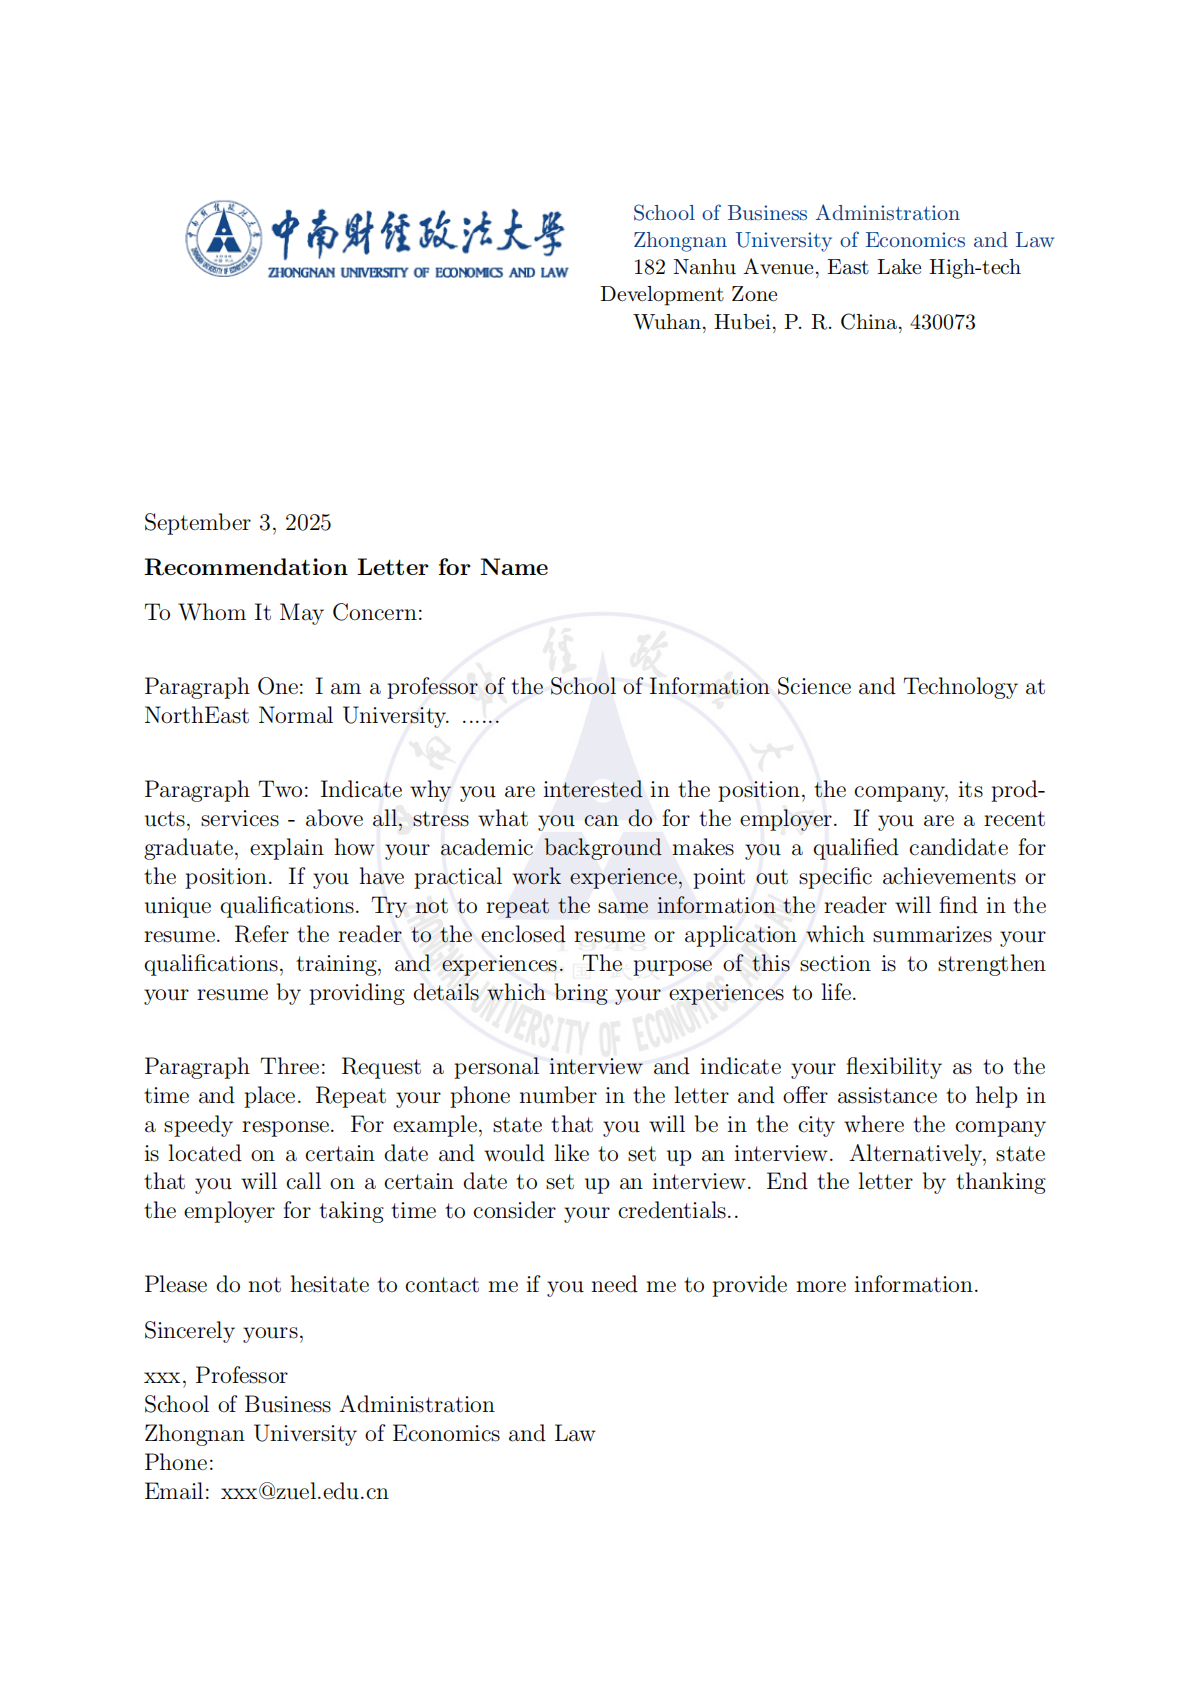 中南财经政法大学
ZHONGNAN UNIVERSITY OF ECONOMICS AND LAW
School of Business Administration
Zhongnan University of Economics and Law
182 Nanhu Avenue, East Lake High-tech
Development Zone
Wuhan, Hubei, P. R. China, 430073
September 3, 2025
Recommendation Letter for Name
To Whom It May Concern:
Paragraph One: I am a professor of the School of Information Science and Technology at
NorthEast Normal University. ......
Paragraph Two: Indicate why you are interested in the position, the company, its prod-
ucts, services - above all, stress what you can do for the employer. If you are a recent
graduate, explain how your academic background makes you a qualified candidate for
the position. If you have practical work experience, point out specific achievements or
unique qualifications. Try not to repeat the same information the reader will find in the
resume. Refer the reader to the enclosed resume or application which summarizes your
qualifications, training, and experiences. The purpose of this section is to strengthen
your resume by providing details which bring your experiences to life.
Paragraph Three: Request a personal interview and indicate your flexibility as to the
time and place. Repeat your phone number in the letter and offer assistance to help in
a speedy response. For example, state that you will be in the city where the company
is located on a certain date and would like to set up an interview. Alternatively, state
that you will call on a certain date to set up an interview. End the letter by thanking
the employer for taking time to consider your credentials..
Please do not hesitate to contact me if you need me to provide more information.
Sincerely yours,
xxx, Professor
School of Business Administration
Zhongnan University of Economics and Law
Phone:
Email: xxx@zuel.edu.cn